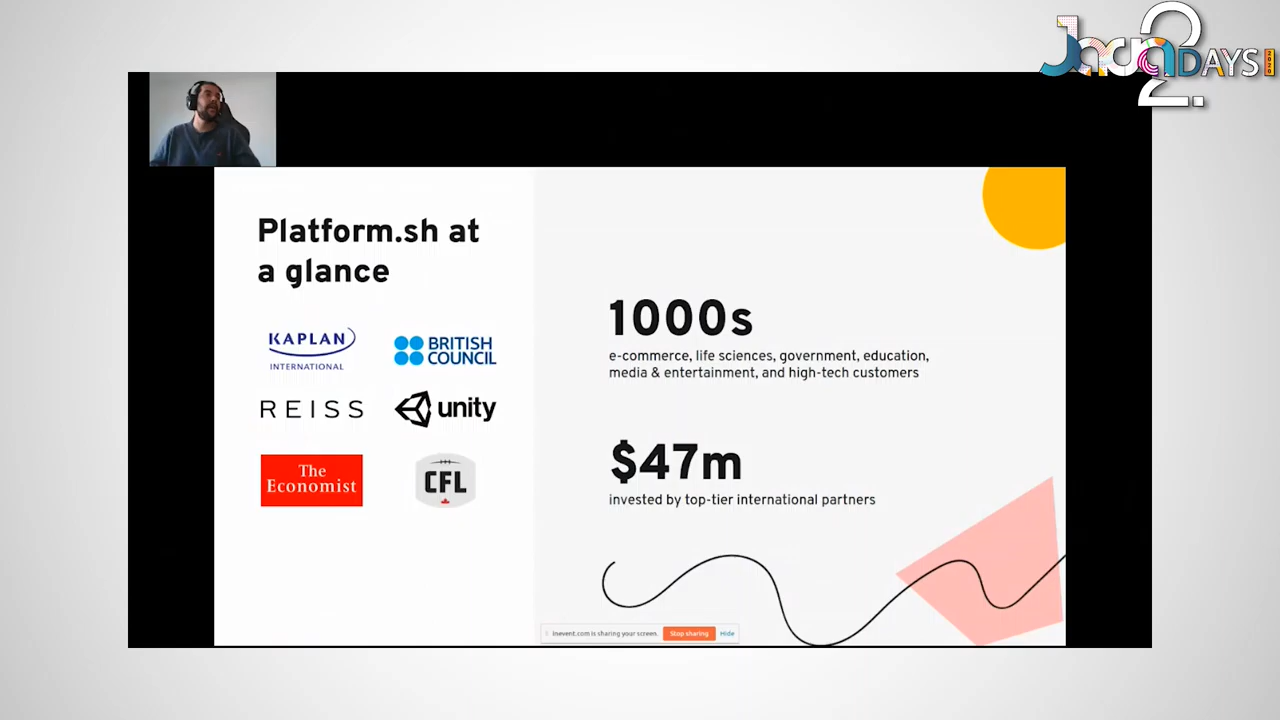 DAYS
2020
2.
Platform.sh at
a glance
KAPLAN
INTERNATIONAL
BRITISH
COUNCIL
REISS
unity
The
Economist
CFL
1000s
e-commerce, life sciences, government, education,
media & entertainment, and high-tech customers
$47m
invested by top-tier international partners
inevent.com is sharing your screen.
Stop sharing
Hide